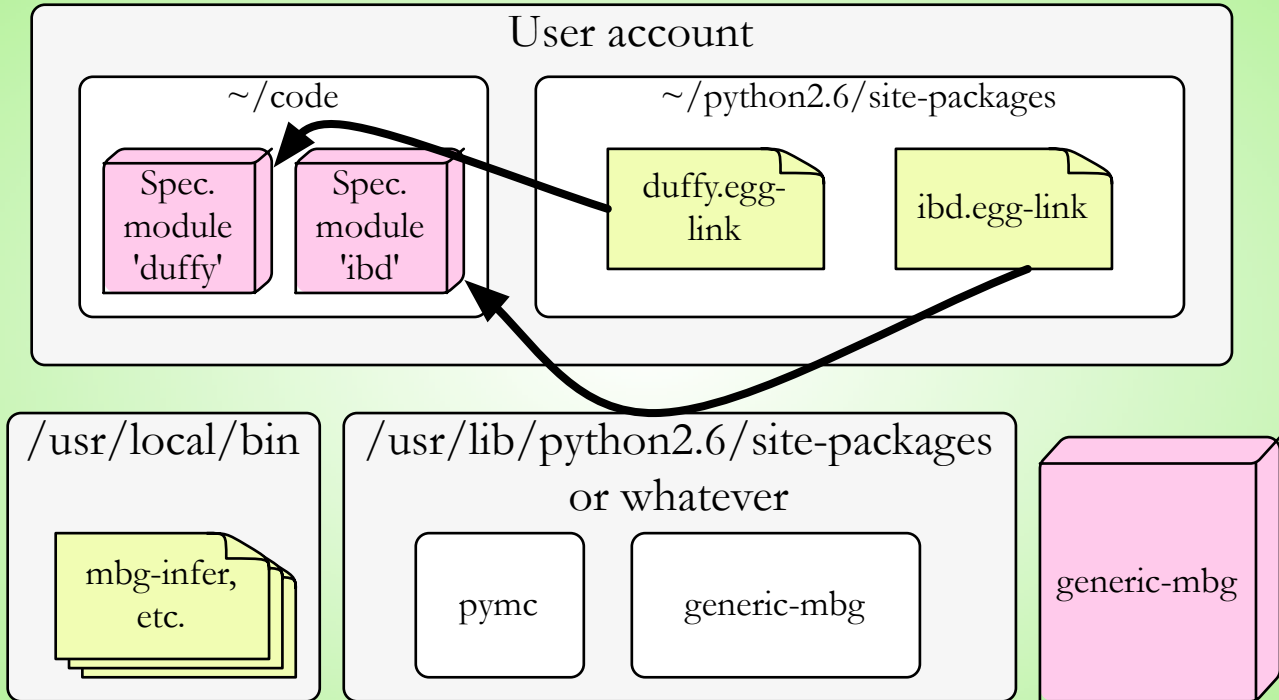 User account
~/code
~/python2.6/site-packages
Spec.
module
'duffy'
Spec.
module
'ibd'
duffy.egg-
link
ibd.egg-link
/usr/local/bin
/usr/lib/python2.6/site-packages
or whatever
mbg-infer,
etc.
pymc
generic-mbg
generic-mbg